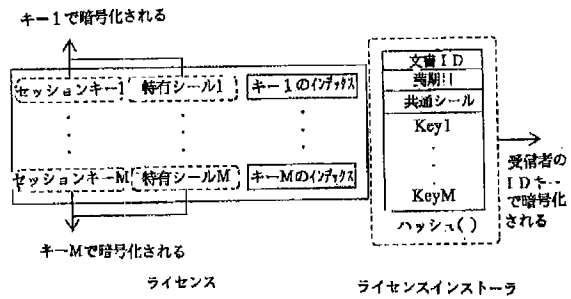 キー1で暗号化される
セッションキー1 特有シール1 キー1のインデックス
セッションキーM 特有シールM キーMのインデックス
キーMで暗号化される
ライセンス
文書ID
満期日
共通シール
Key1
KeyM
ハッシュ()
ライセンスインストーラ
受信者の
IDキー
で暗号化
される